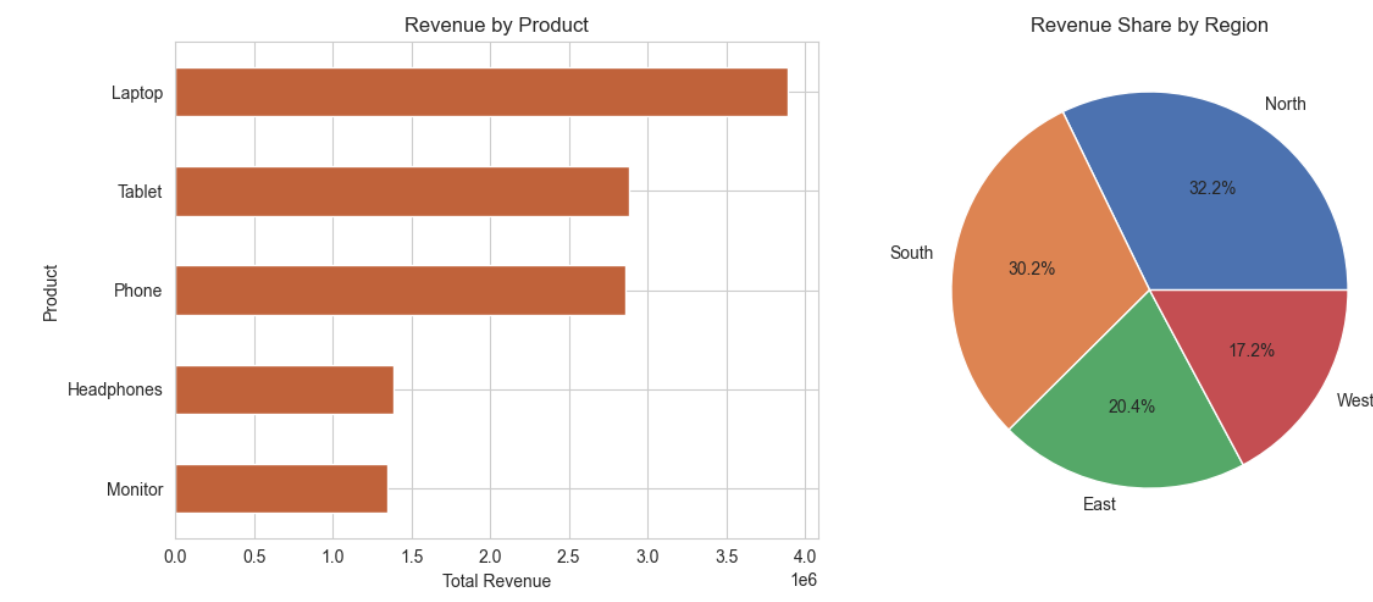 Revenue by Product
Product
Laptop
Tablet
Phone
Headphones
Monitor
0.0 0.5 1.0 1.5 2.0 2.5 3.0 3.5 4.0
Total Revenue
1e6
Revenue Share by Region
North
32.2%
South
30.2%
17.2%
West
20.4%
East